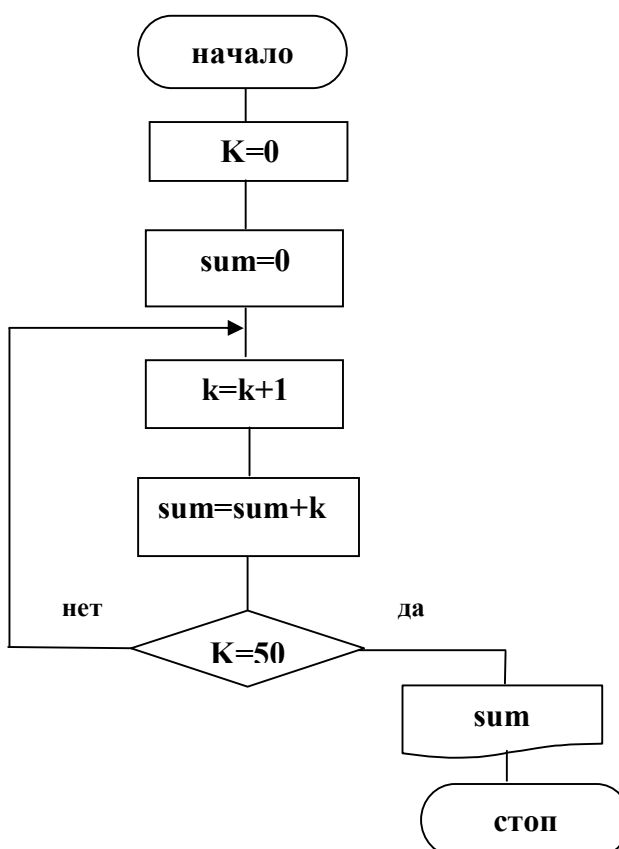 начало
K=0
sum=0
k=k+1
sum=sum+k
нет
да
K=50
sum
стоп